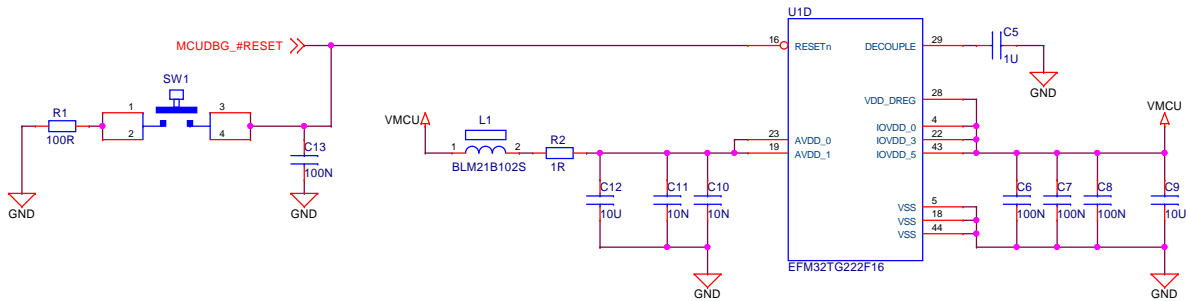 U1D
MCUDBG_#RESET
16
RESETn
DECOUPLE
29
C5
1U
GND
SW1
R1
100R
1
2
3
4
C13
100N
GND
GND
VMCU
L1
1
2
BLM21B102S
R2
1R
23
19
AVDD_0
AVDD_1
VDD_DREG
28
IOVDD_0
4
IOVDD_3
22
IOVDD_5
43
VMCU
C12
10U
C11
10N
C10
10N
GND
VSS
5
VSS
18
VSS
44
C6
100N
C7
100N
C8
100N
C9
10U
GND
EFM32TG222F16